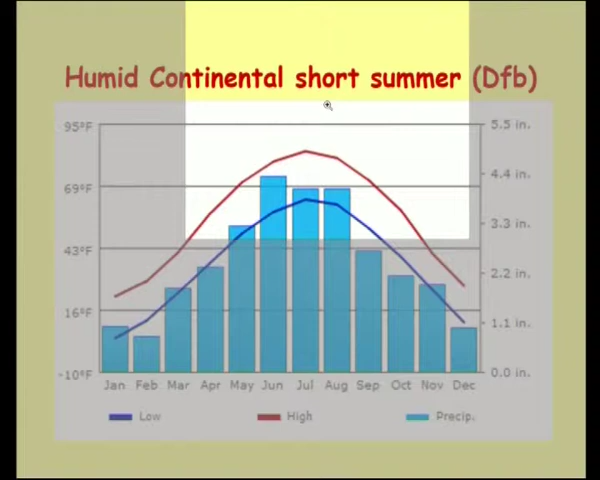 Humid Continental short summer (Dfb)
95°F 5.5 in.
4.4 in.
69°F
3.3 in.
43°F
2.2 in.
16°F 1.1 in.
-10°F 0.0 in.
Jan Feb Mar Apr May Jun Jul Aug Sep Oct Nov Dec
Low High Precip.